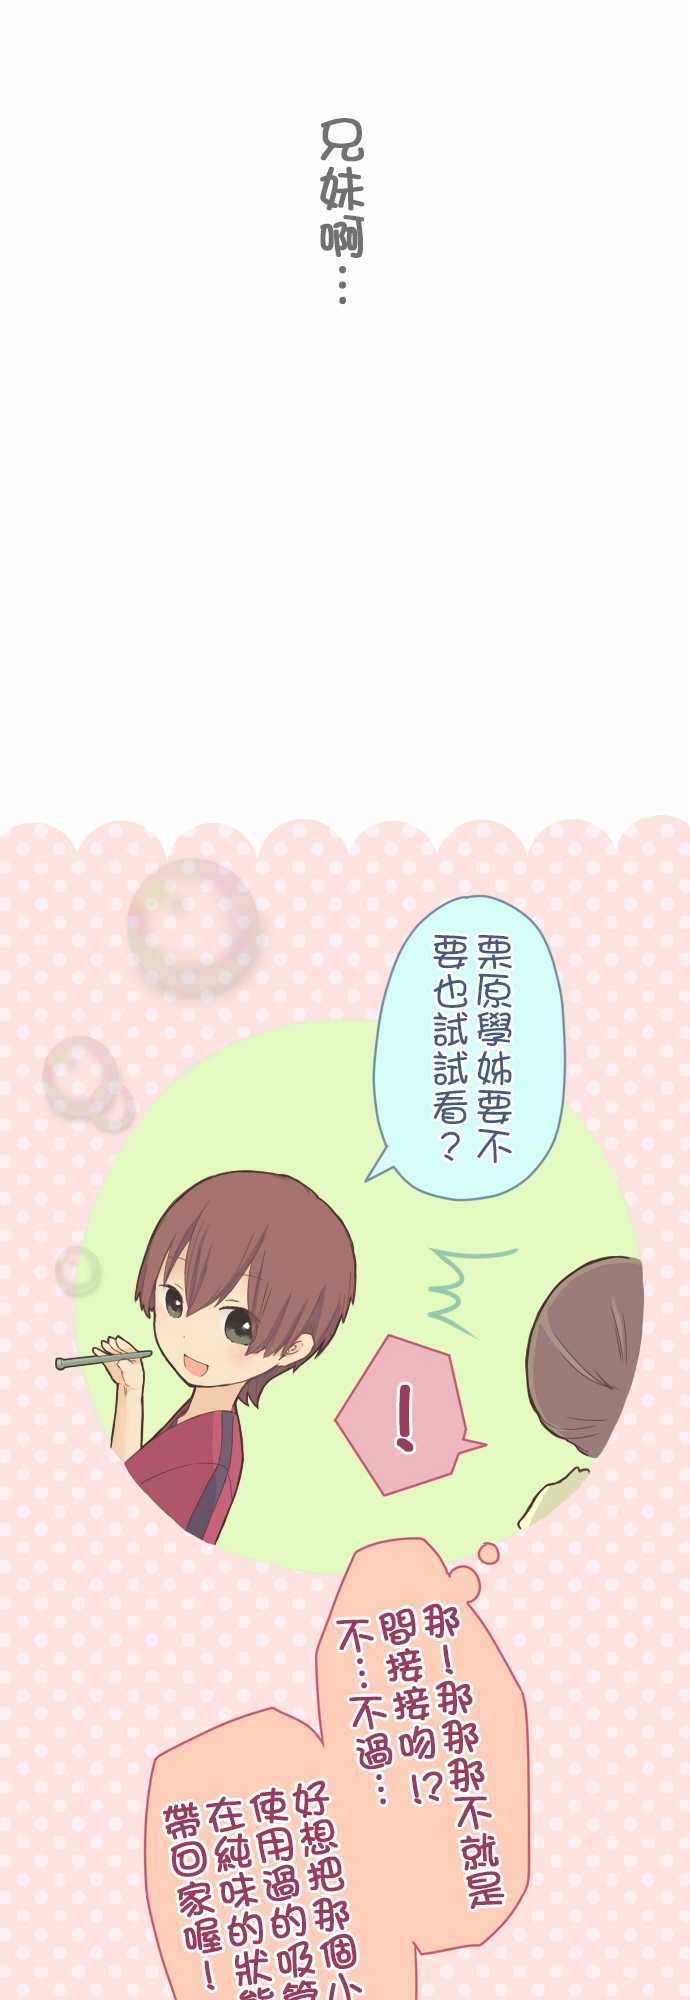 兄妹啊…
栗原學姊要不
要也試試看？
！
那！那那那不就是
間接接吻！？
不…不過…
好想把那個小
使用過的吸管
在純味的狀態
帶回家喔！